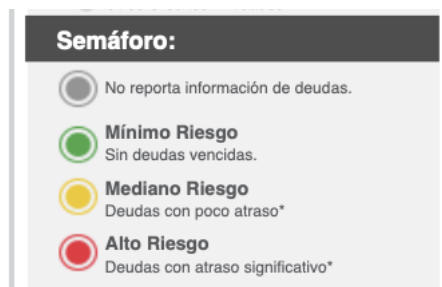 Semáforo:
No reporta información de deudas.
Mínimo Riesgo
Sin deudas vencidas.
Mediano Riesgo
Deudas con poco atraso*
Alto Riesgo
Deudas con atraso significativo*